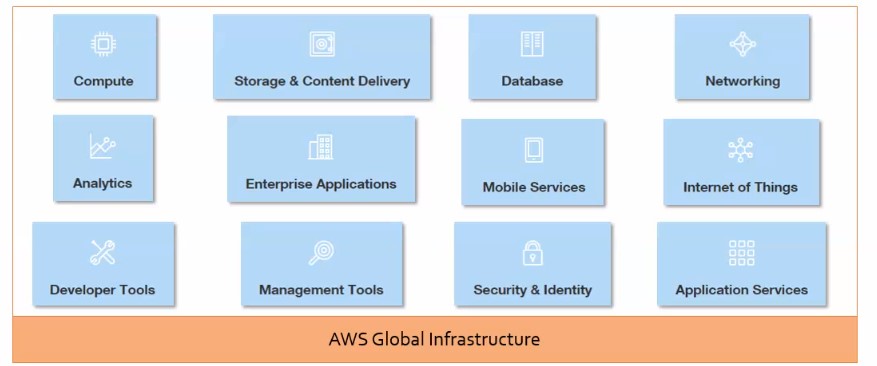 Compute
Storage & Content Delivery
Database
Networking
Analytics
Enterprise Applications
Mobile Services
Internet of Things
Developer Tools
Management Tools
Security & Identity
Application Services
AWS Global Infrastructure